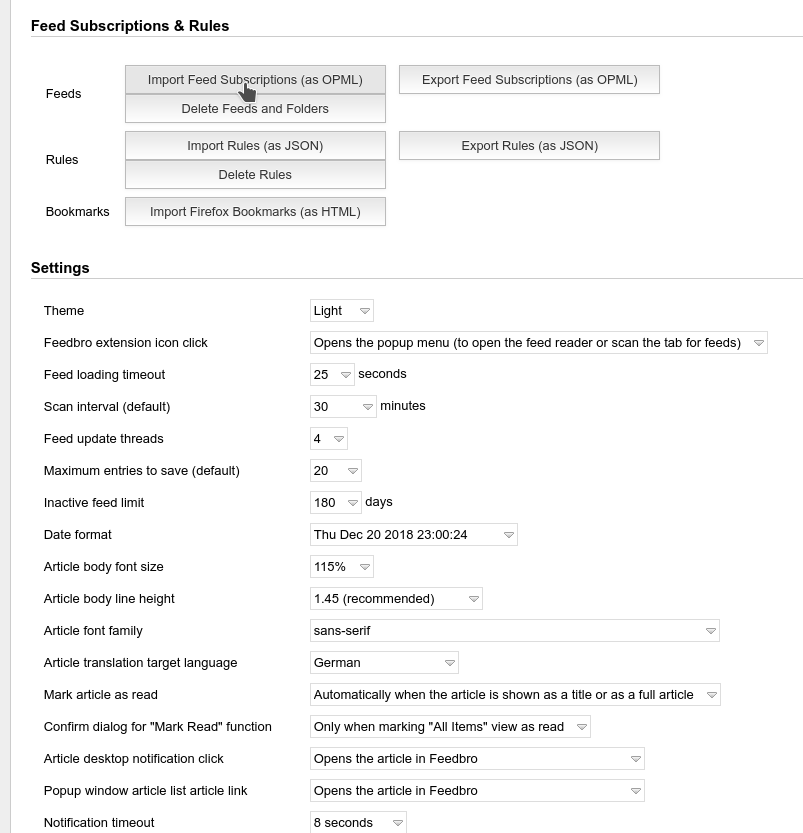 Feed Subscriptions & Rules
Feeds Import Feed Subscriptions (as OPML) Export Feed Subscriptions (as OPML)
Delete Feeds and Folders
Rules Import Rules (as JSON) Export Rules (as JSON)
Delete Rules
Bookmarks Import Firefox Bookmarks (as HTML)
Settings
Theme Light
Feedbro extension icon click Opens the popup menu (to open the feed reader or scan the tab for feeds)
Feed loading timeout 25 seconds
Scan interval (default) 30 minutes
Feed update threads 4
Maximum entries to save (default) 20
Inactive feed limit 180 days
Date format Thu Dec 20 2018 23:00:24
Article body font size 115%
Article body line height 1.45 (recommended)
Article font family sans-serif
Article translation target language German
Mark article as read Automatically when the article is shown as a title or as a full article
Confirm dialog for "Mark Read" function Only when marking "All Items" view as read
Article desktop notification click Opens the article in Feedbro
Popup window article list article link Opens the article in Feedbro
Notification timeout 8 seconds